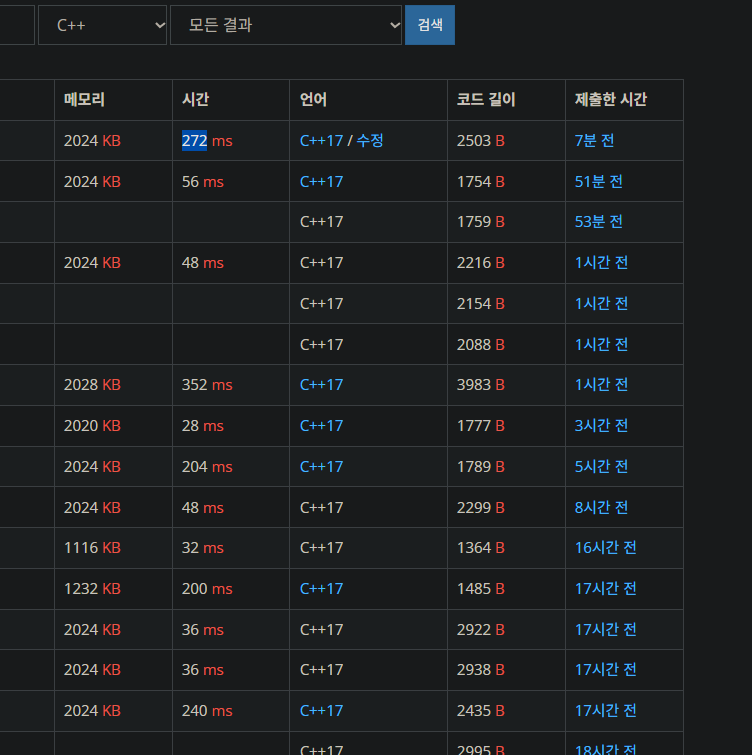 C++ 모든 결과 검색
메모리 시간 언어 코드 길이 제출한 시간
2024 KB 272 ms C++17 / 수정 2503 B 7분 전
2024 KB 56 ms C++17 1754 B 51분 전
C++17 1759 B 53분 전
2024 KB 48 ms C++17 2216 B 1시간 전
C++17 2154 B 1시간 전
C++17 2088 B 1시간 전
2028 KB 352 ms C++17 3983 B 1시간 전
2020 KB 28 ms C++17 1777 B 3시간 전
2024 KB 204 ms C++17 1789 B 5시간 전
2024 KB 48 ms C++17 2299 B 8시간 전
1116 KB 32 ms C++17 1364 B 16시간 전
1232 KB 200 ms C++17 1485 B 17시간 전
2024 KB 36 ms C++17 2922 B 17시간 전
2024 KB 36 ms C++17 2938 B 17시간 전
2024 KB 240 ms C++17 2435 B 17시간 전
C++17 2995 B 18시간 전